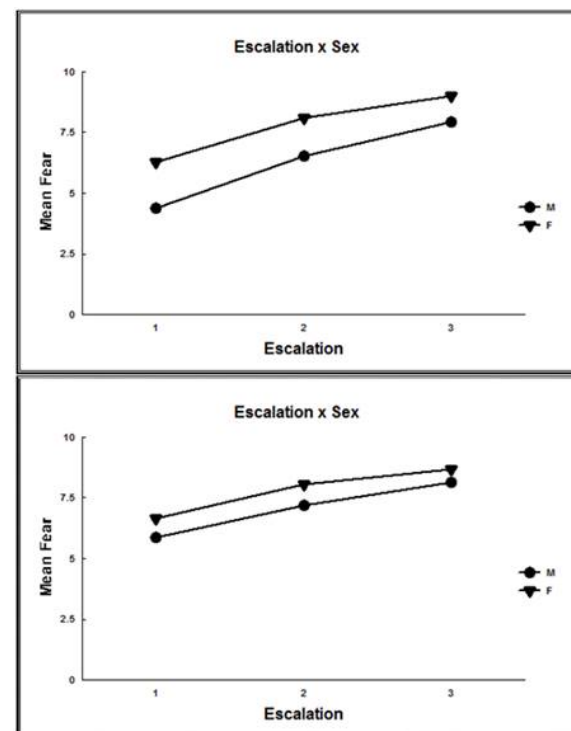 Escalation x Sex
10
7.5
5
2.5
0
Mean Fear
1 2 3
Escalation
M
F
Escalation x Sex
10
7.5
5
2.5
0
Mean Fear
1 2 3
Escalation
M
F